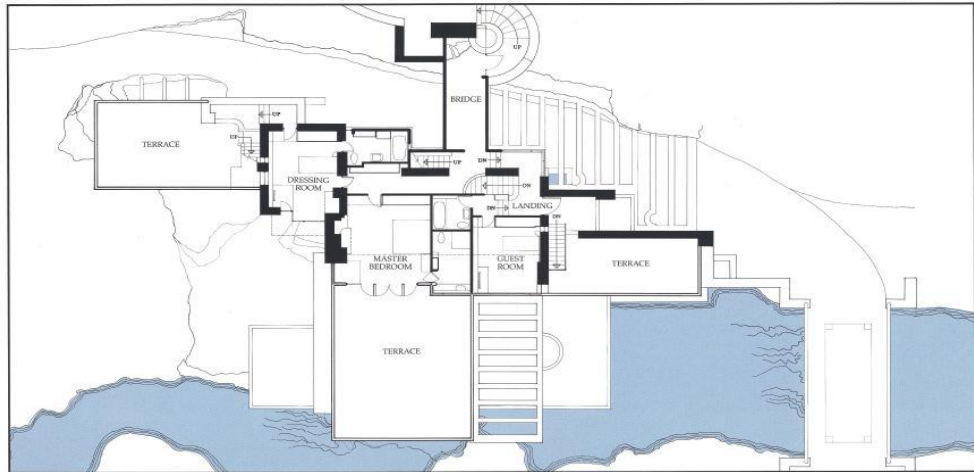 UP
BRIDGE
UP
TERRACE
UP
DRESSING
ROOM
UP
DN
DN
DN
LANDING
DN
MASTER
BEDROOM
GUEST
ROOM
TERRACE
TERRACE